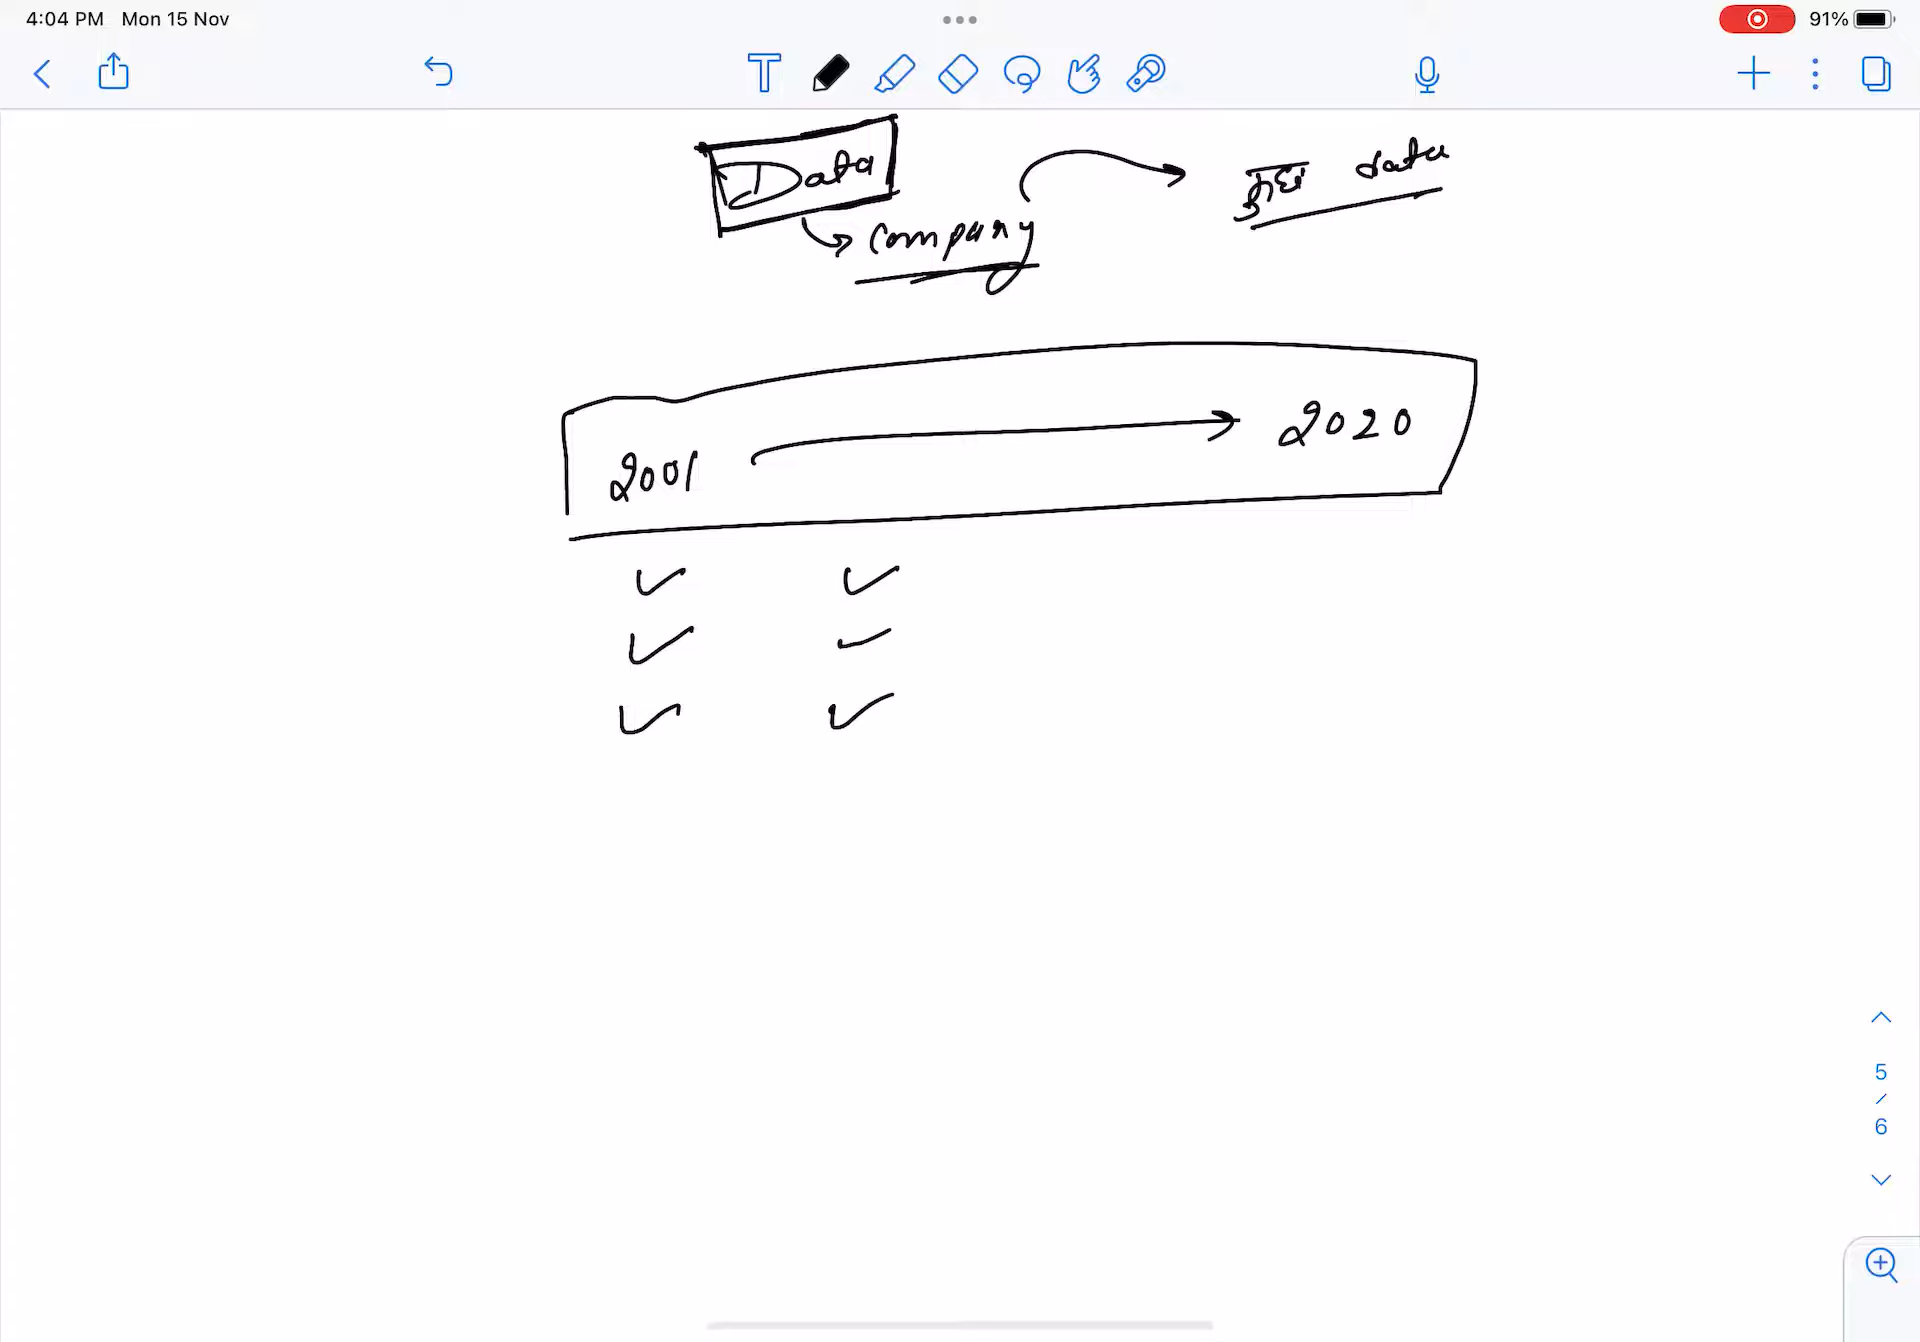 4:04 PM Mon 15 Nov
91%
Data
कुछ data
company
2001
2020
5
/
6